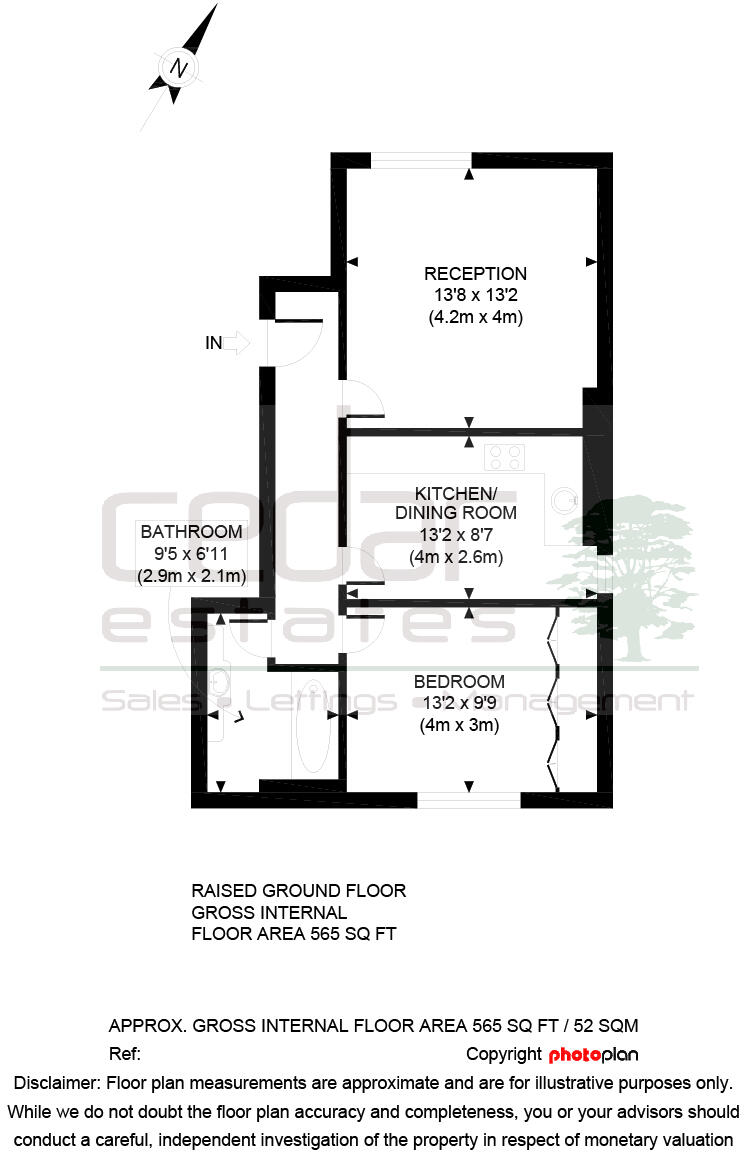 N
RECEPTION
13'8 x 13'2
(4.2m x 4m)
IN
KITCHEN/
DINING ROOM
13'2 x 8'7
(4m x 2.6m)
BATHROOM
9'5 x 6'11
(2.9m x 2.1m)
cedar
estates
BEDROOM
13'2 x 9'9
(4m x 3m)
Sales • Lettings • Management
RAISED GROUND FLOOR
GROSS INTERNAL
FLOOR AREA 565 SQ FT
APPROX. GROSS INTERNAL FLOOR AREA 565 SQ FT / 52 SQM
Ref: Copyright photoplan
Disclaimer: Floor plan measurements are approximate and are for illustrative purposes only.
While we do not doubt the floor plan accuracy and completeness, you or your advisors should
conduct a careful, independent investigation of the property in respect of monetary valuation